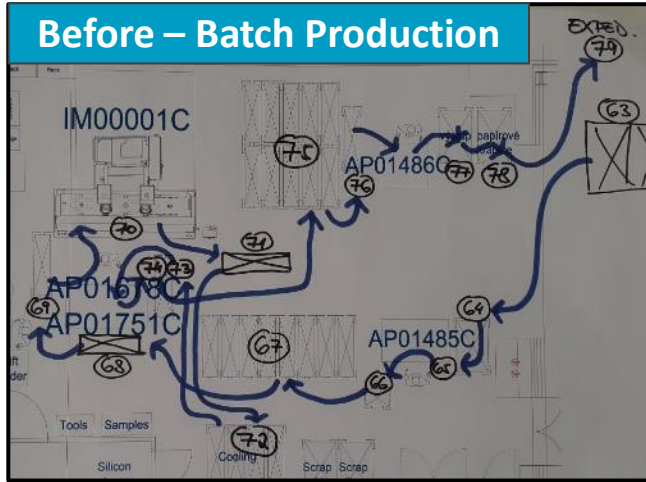 Before – Batch Production
EXPED.
79
63
IM00001C
75
AP01486C
papírové
76
77
78
70
71
74
73
AP01678C
69
AP01751C
68
67
64
AP01485C
65
66
Tools
Samples
72
Cooling
Silicon
Scrap
Scrap